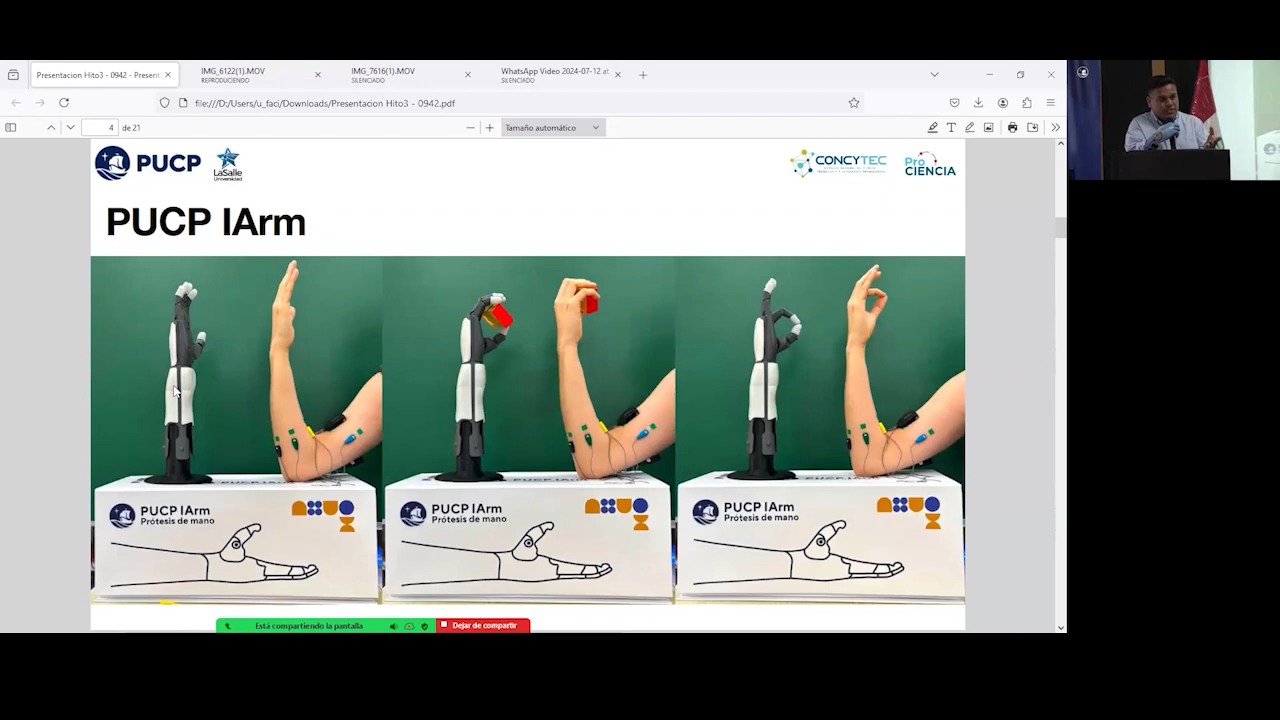 Presentacion Hito3 - 0942 - Present
IMG_6122(1).MOV
REPRODUCIENDO
IMG_7616(1).MOV
SILENCIADO
WhatsApp Video 2024-07-12 at
SILENCIADO
file:///D:/Users/u_faci/Downloads/Presentacion Hito3 - 0942.pdf
4 de 21
Tamaño automático
PUCP
LaSalle
Universidad
CONCYTEC
Pro
CIENCIA
PUCP IArm
PUCP IArm
Prótesis de mano
PUCP IArm
Prótesis de mano
PUCP IArm
Prótesis de mano
Está compartiendo la pantalla
Dejar de compartir